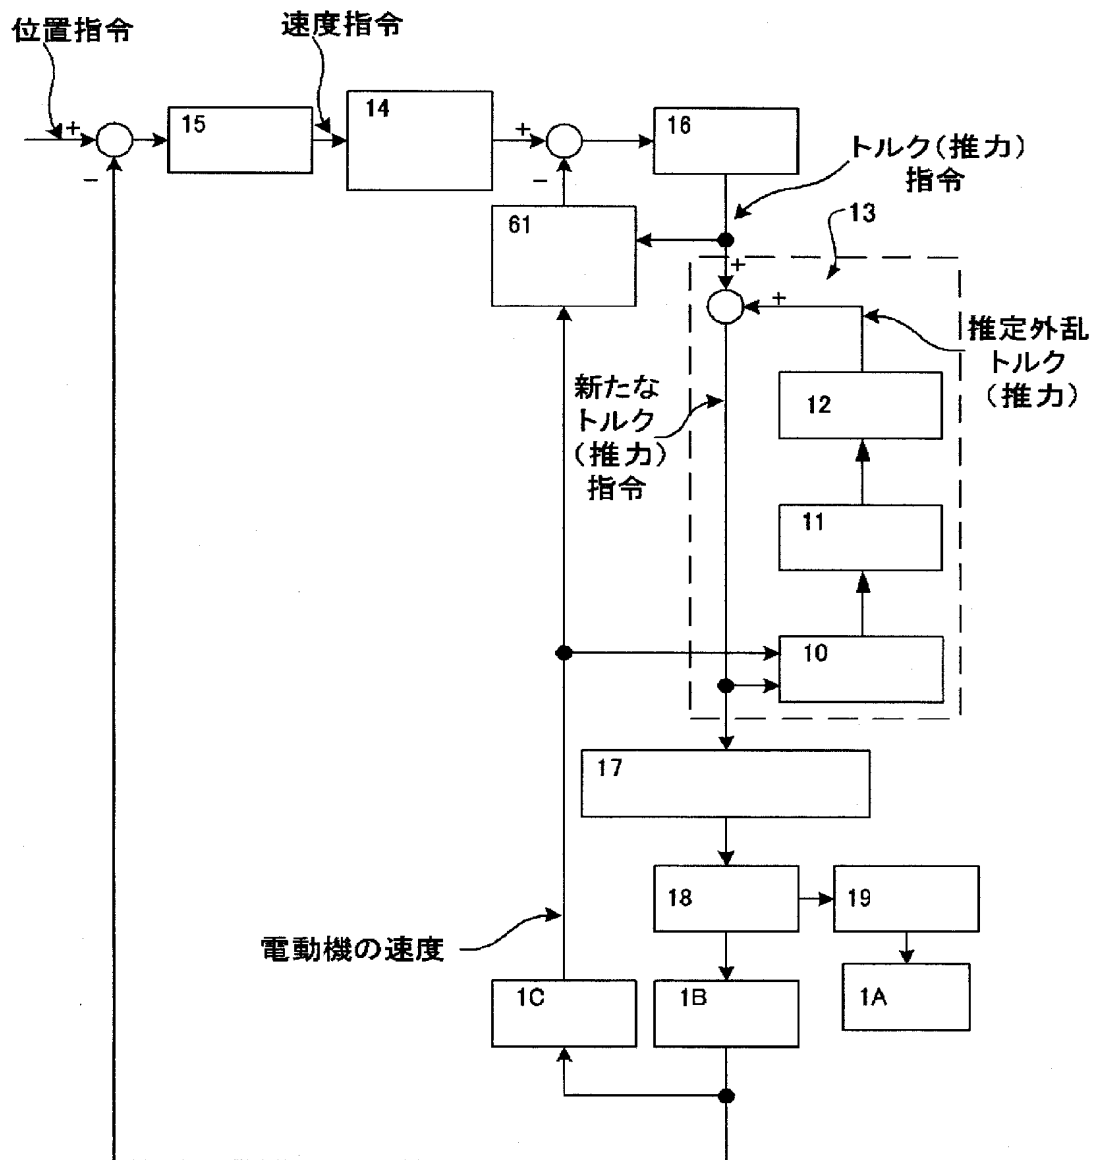 位置指令
速度指令
+
-
15
14
+
-
16
トルク(推力)
指令
61
13
+
+
推定外乱
トルク
(推力)
新たな
トルク
(推力)
指令
12
11
10
17
18
19
電動機の速度
1C
1B
1A